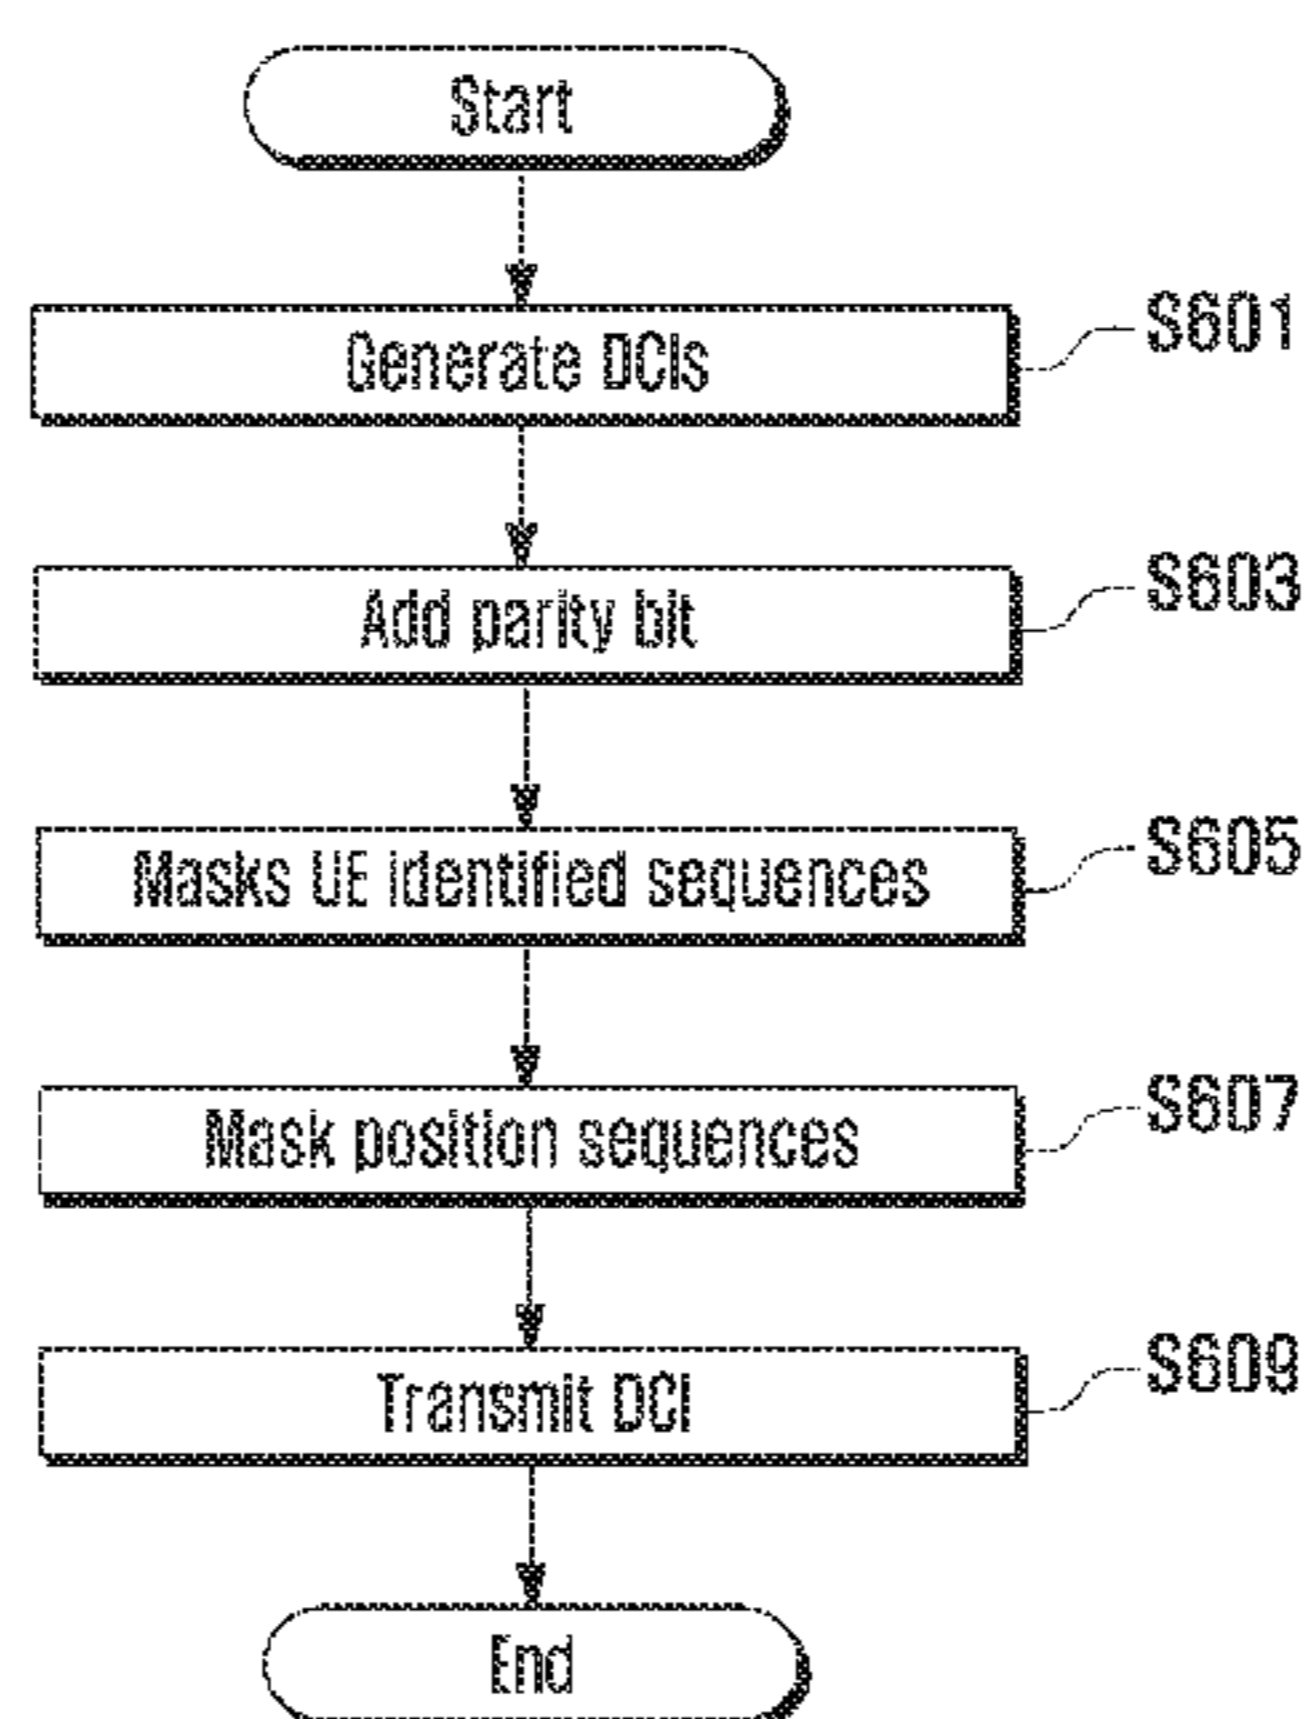 Start
Generate DCIs
S601
Add parity bit
S603
Masks UE identified sequences
S605
Mask position sequences
S607
Transmit DCI
S609
End